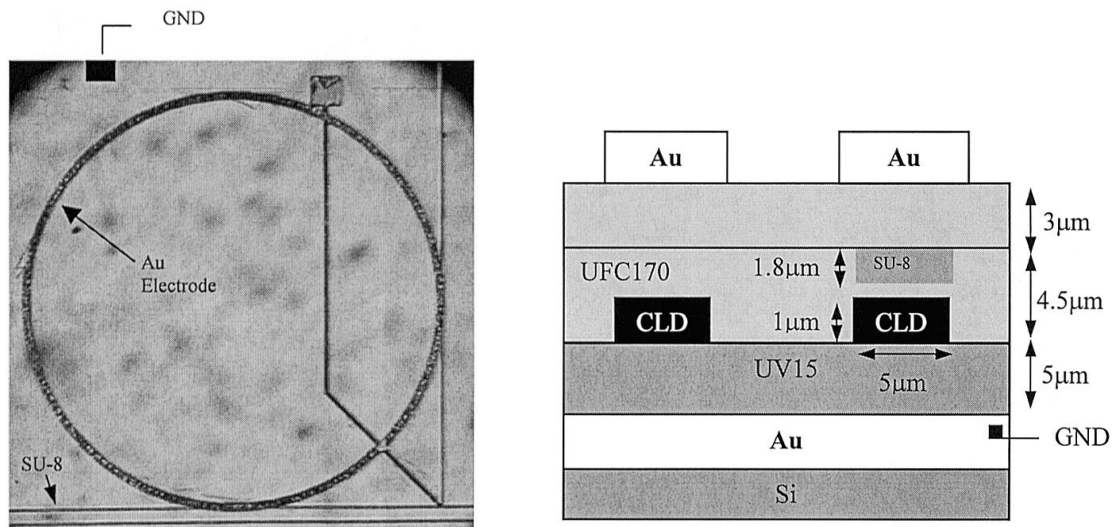 GND
Au
Electrode
SU-8
Au
Au
3µm
UFC170
1.8µm
SU-8
4.5µm
1µm
CLD
CLD
UV15
5µm
5µm
Au
GND
Si